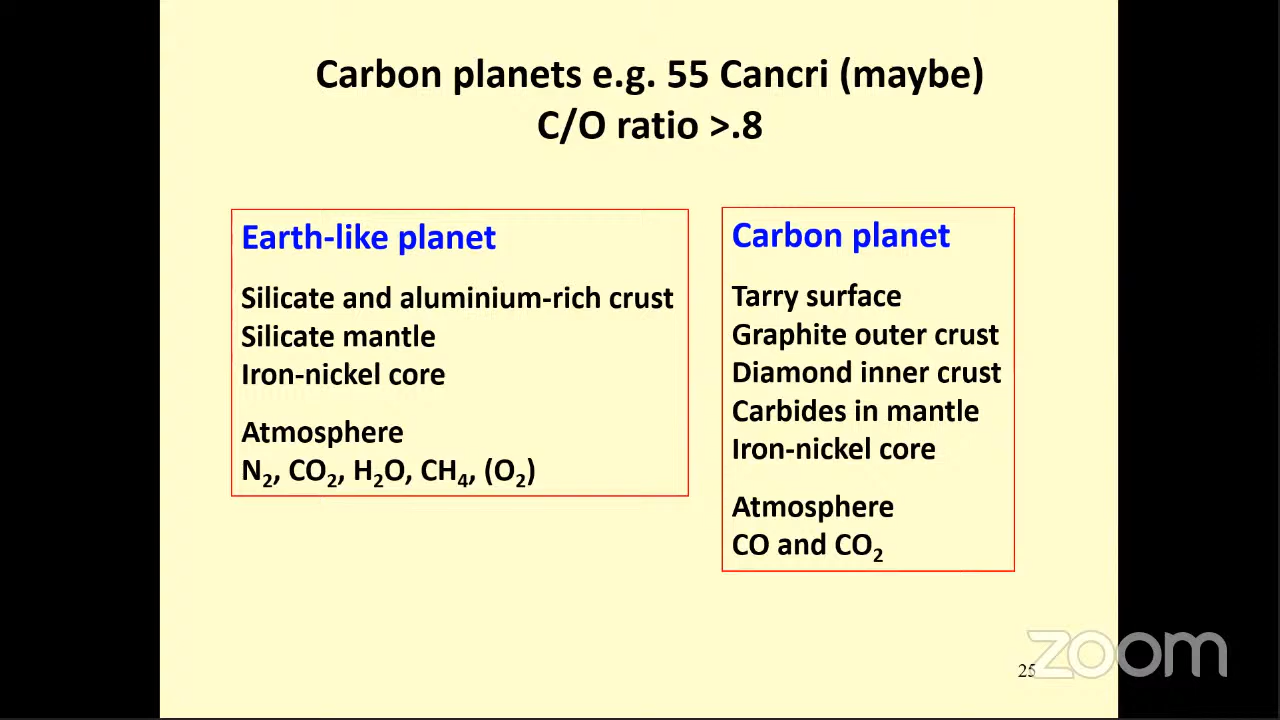 Carbon planets e.g. 55 Cancri (maybe)
C/O ratio >.8
Earth-like planet
Silicate and aluminium-rich crust
Silicate mantle
Iron-nickel core
Atmosphere
N₂, CO₂, H₂O, CH₄, (O₂)
Carbon planet
Tarry surface
Graphite outer crust
Diamond inner crust
Carbides in mantle
Iron-nickel core
Atmosphere
CO and CO₂
25
zoom